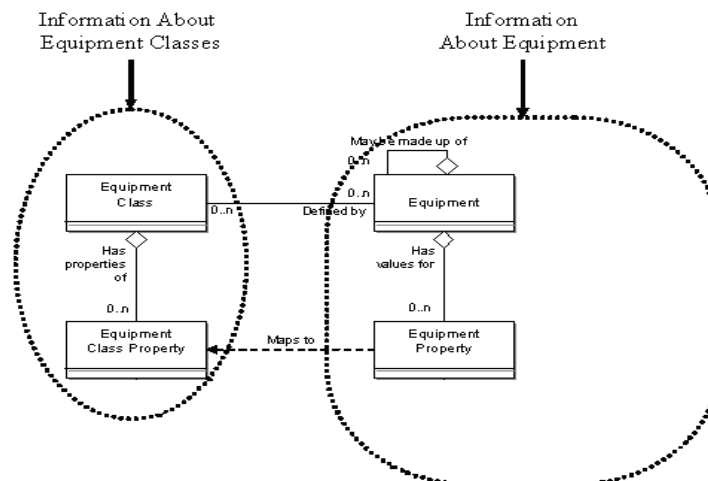 Information About
Equipment Classes
Information
About Equipment
May be made up of
0..n
Equipment
Class
0..n
0..n
Defined by
Equipment
Has
properties
of
0..n
Has
values for
0..n
Equipment
Class Property
Maps to
Equipment
Property